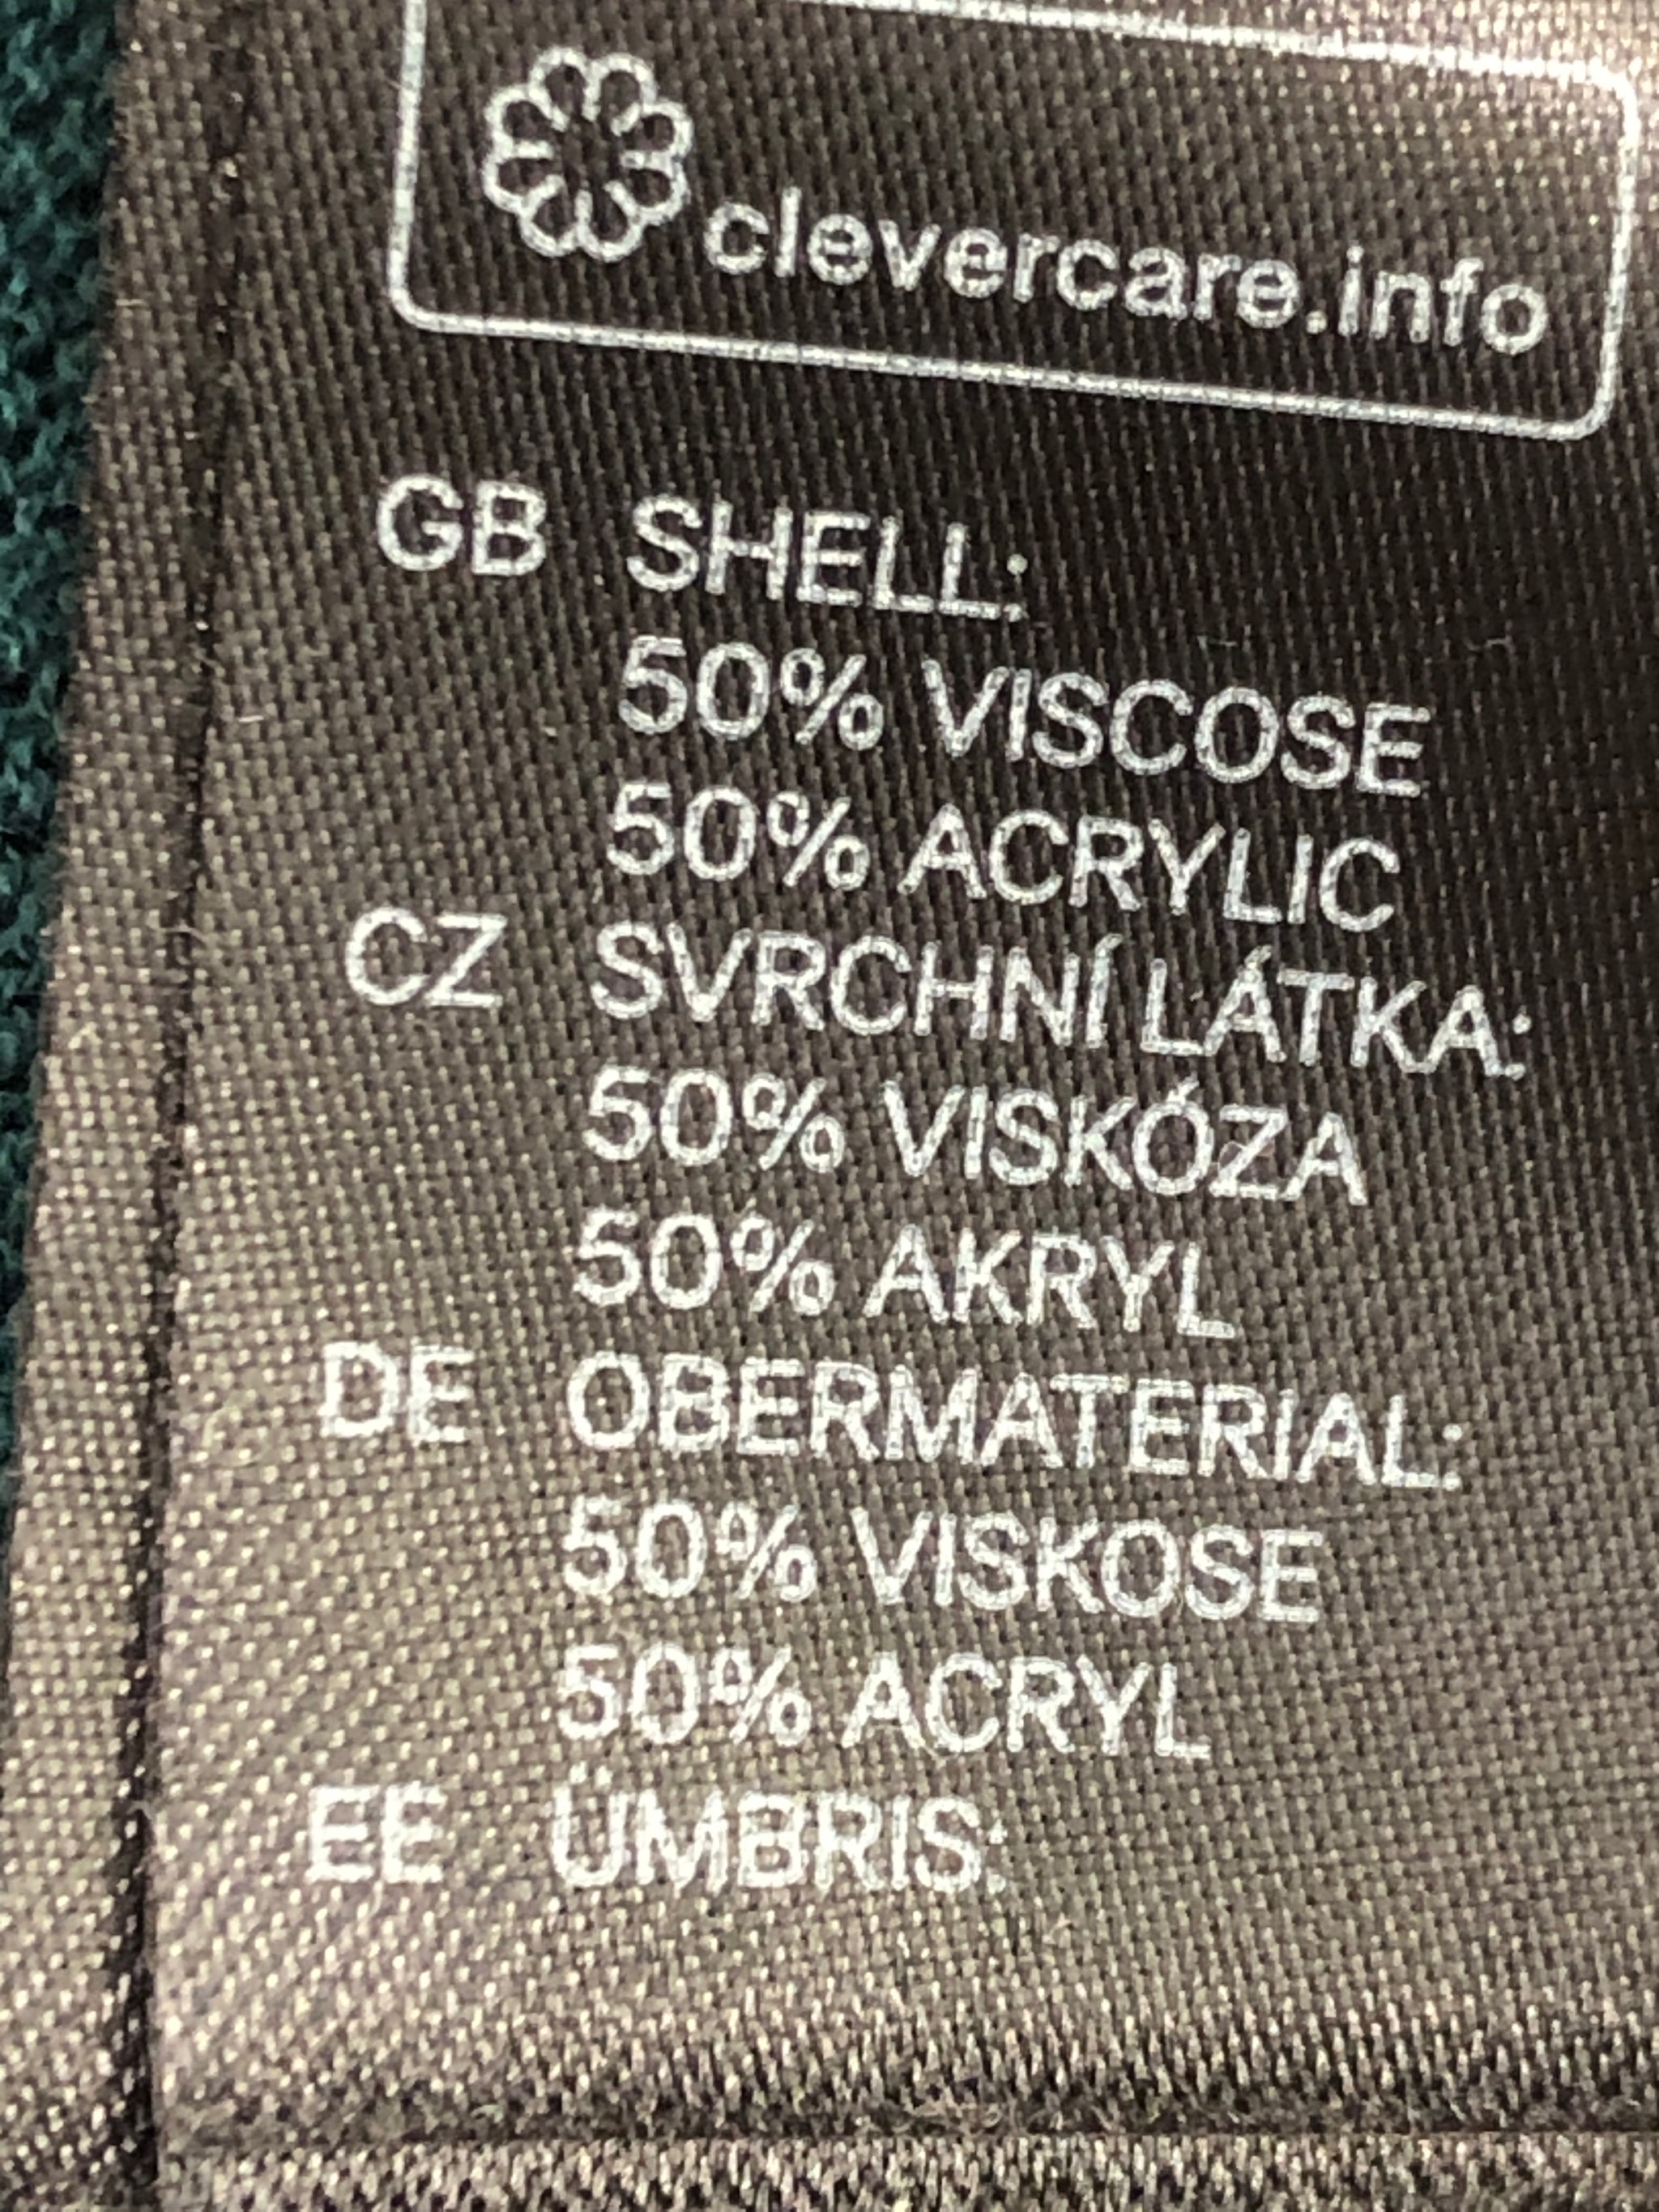 clevercare.info
GB SHELL:
50% VISCOSE
50% ACRYLIC
CZ SVRCHNÍ LÁTKA:
50% VISKÓZA
50% AKRYL
DE OBERMATERIAL:
50% VISKOSE
50% ACRYL
EE ÜMBRIS: